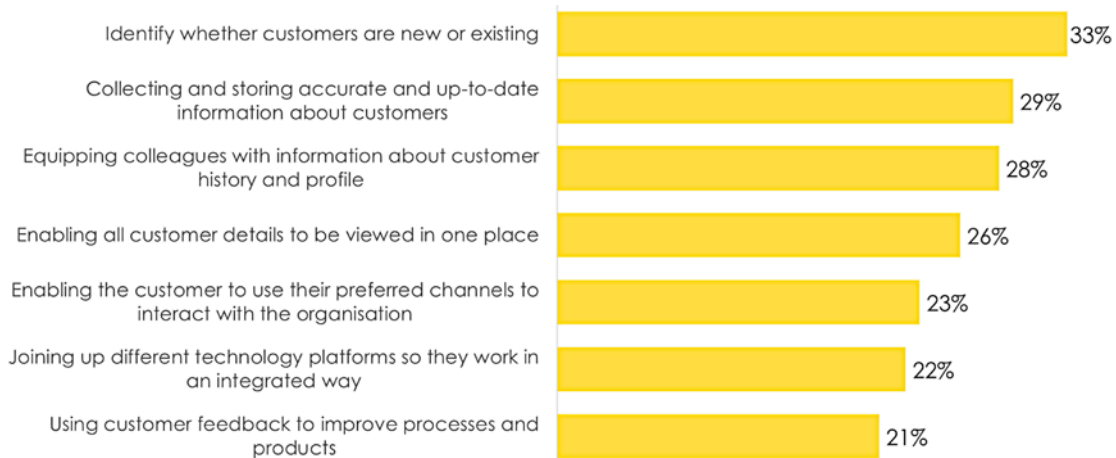 Identify whether customers are new or existing
33%
Collecting and storing accurate and up-to-date
information about customers
29%
Equipping colleagues with information about customer
history and profile
28%
Enabling all customer details to be viewed in one place
26%
Enabling the customer to use their preferred channels to
interact with the organisation
23%
Joining up different technology platforms so they work in
an integrated way
22%
Using customer feedback to improve processes and
products
21%